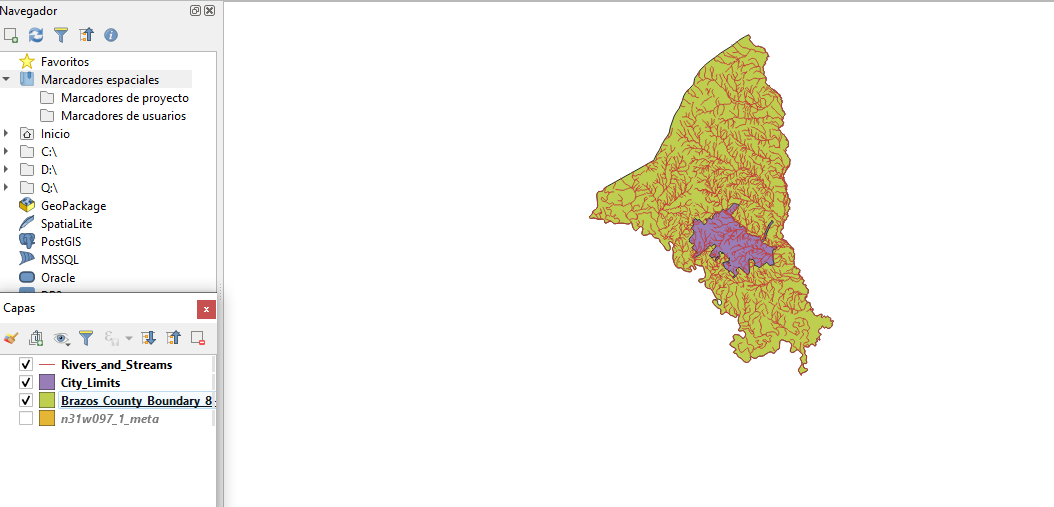 Navegador
Favoritos
Marcadores espaciales
Marcadores de proyecto
Marcadores de usuarios
Inicio
C:\
D:\
Q:\
GeoPackage
SpatiaLite
PostGIS
MSSQL
Oracle
Capas
Rivers_and_Streams
City_Limits
Brazos_County_Boundary_8
n31w097_1_meta